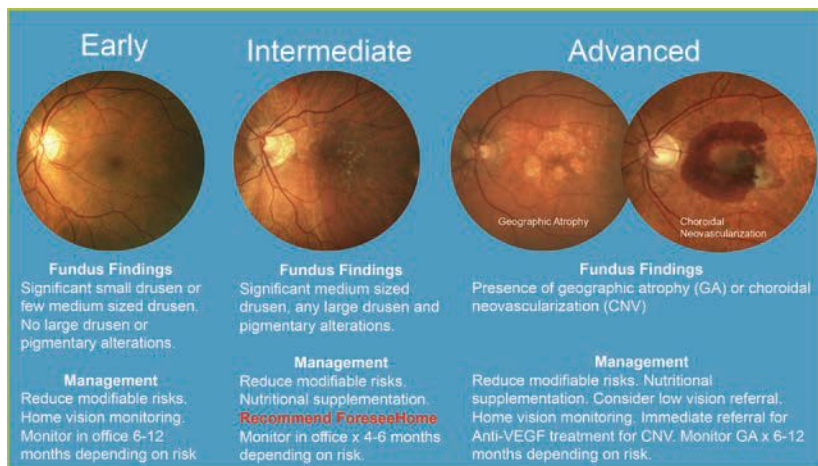 Early
Fundus Findings
Significant small drusen or
few medium sized drusen.
No large drusen or
pigmentary alterations.
Management
Reduce modifiable risks.
Home vision monitoring.
Monitor in office 6-12
months depending on risk
Intermediate
Fundus Findings
Significant medium sized
drusen, any large drusen and
pigmentary alterations.
Management
Reduce modifiable risks.
Nutritional supplementation.
Recommend ForeseeHome
Monitor in office x 4-6 months
depending on risk.
Advanced
Geographic Atrophy
Choroidal
Neovascularization
Fundus Findings
Presence of geographic atrophy (GA) or choroidal
neovascularization (CNV)
Management
Reduce modifiable risks. Nutritional
supplementation. Consider low vision referral.
Home vision monitoring. Immediate referral for
Anti-VEGF treatment for CNV. Monitor GA x 6-12
months depending on risk.